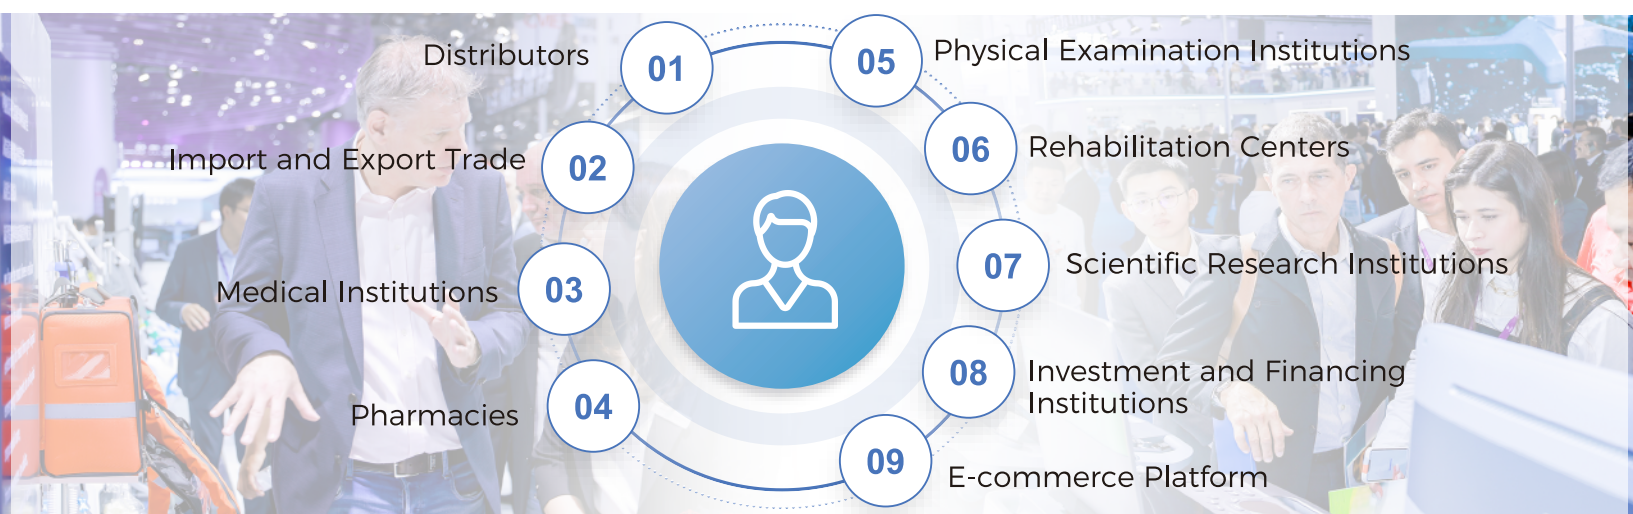 01
Distributors
02
Import and Export Trade
03
Medical Institutions
04
Pharmacies
05
Physical Examination Institutions
06
Rehabilitation Centers
07
Scientific Research Institutions
08
Investment and Financing
Institutions
09
E-commerce Platform